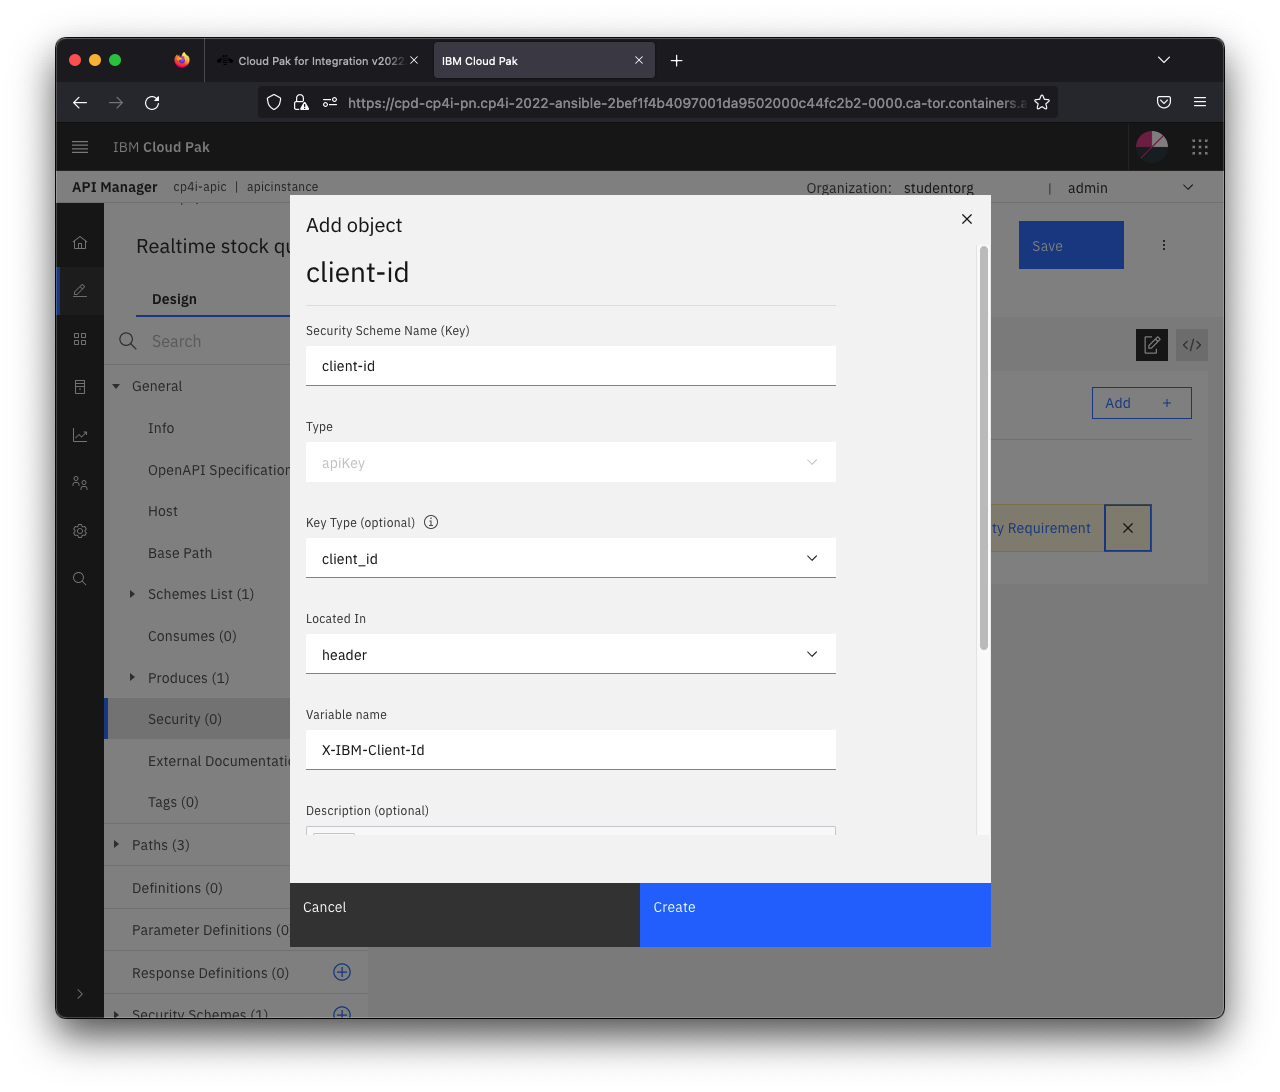 Cloud Pak for Integration v2022
IBM Cloud Pak
https://cpd-cp4i-pn.cp4i-2022-ansible-2bef1f4b4097001da9502000c44fc2b2-0000.ca-tor.containers.a
IBM Cloud Pak
API Manager cp4i-apic | apicinstance
Organization: studentorg | admin
Realtime stock qu
Save
Design
Search
General
Info
OpenAPI Specification
Host
Base Path
Schemes List (1)
Consumes (0)
Produces (1)
Security (0)
External Documentatio
Tags (0)
Paths (3)
Definitions (0)
Parameter Definitions (0
Response Definitions (0)
Security Schemes (1)
Add object
client-id
Security Scheme Name (Key)
client-id
Type
apiKey
Key Type (optional)
client_id
Located In
header
Variable name
X-IBM-Client-Id
Description (optional)
Cancel
Create
</>
Add +
ty Requirement